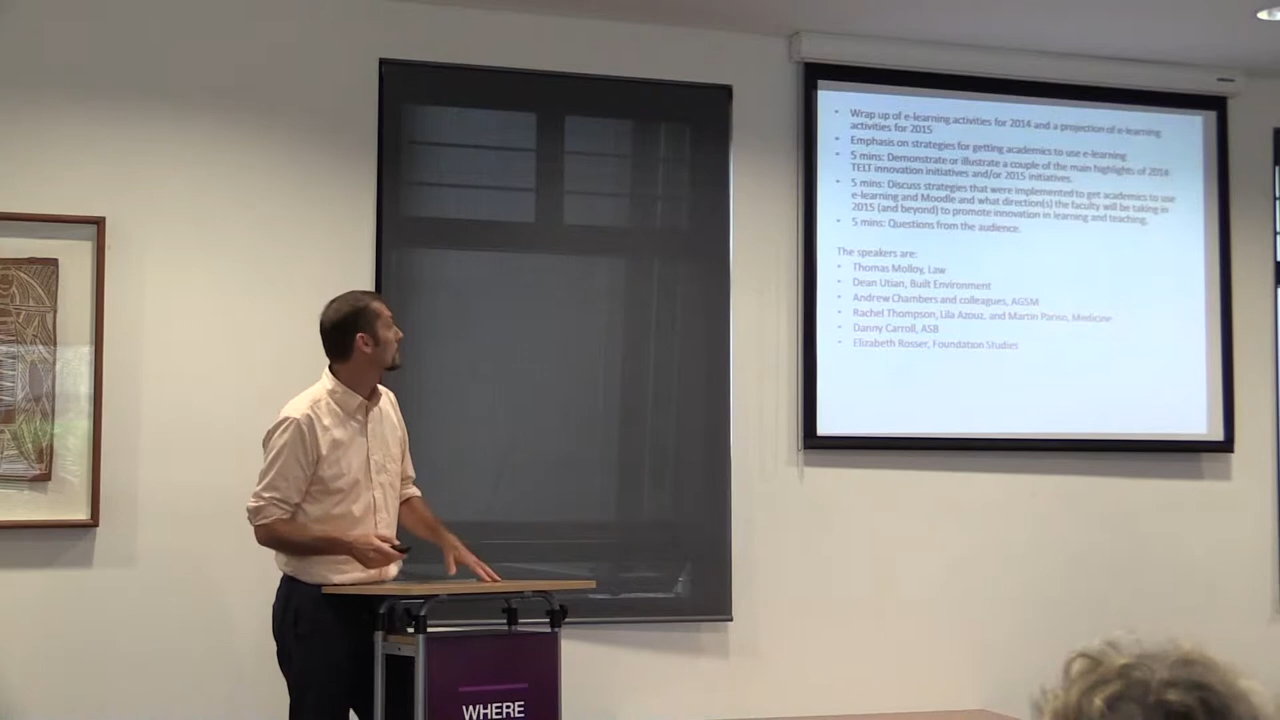 • Wrap up of e-learning activities for 2014 and a projection of e-learning
activities for 2015
• Emphasis on strategies for getting academics to use e-learning
• 5 mins: Demonstrate or illustrate a couple of the main highlights of 2014
TELT innovation initiatives and/or 2015 initiatives.
• 5 mins: Discuss strategies that were implemented to get academics to use
e-learning and Moodle and what direction(s) the faculty will be taking in
2015 (and beyond) to promote innovation in learning and teaching.
• 5 mins: Questions from the audience.
The speakers are:
• Thomas Molloy, Law
• Dean Utian, Built Environment
• Andrew Chambers and colleagues, AGSM
• Rachel Thompson, Lila Azouz, and Martin Pariso, Medicine
• Danny Carroll, ASB
• Elizabeth Rosser, Foundation Studies
WHERE